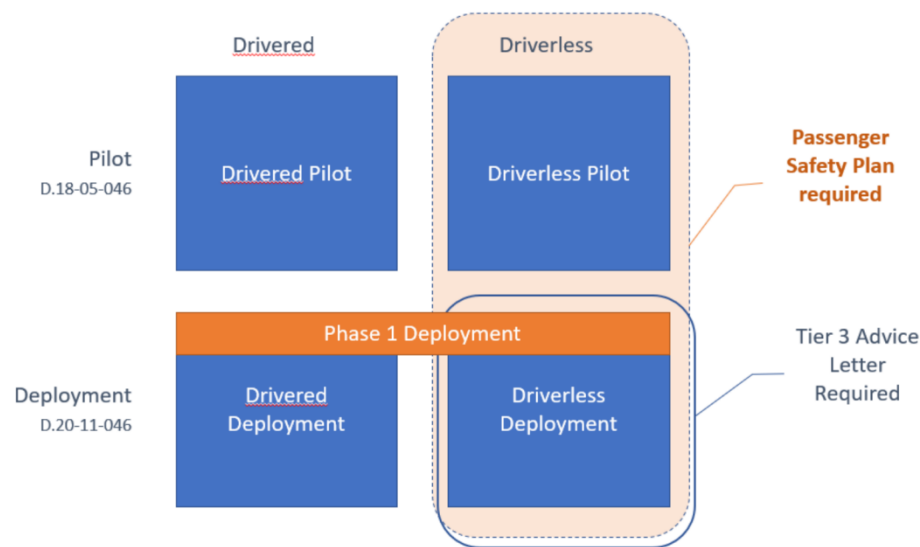 Drivered
Driverless
Pilot
D.18-05-046
Drivered Pilot
Driverless Pilot
Passenger
Safety Plan
required
Phase 1 Deployment
Deployment
D.20-11-046
Drivered
Deployment
Driverless
Deployment
Tier 3 Advice
Letter
Required